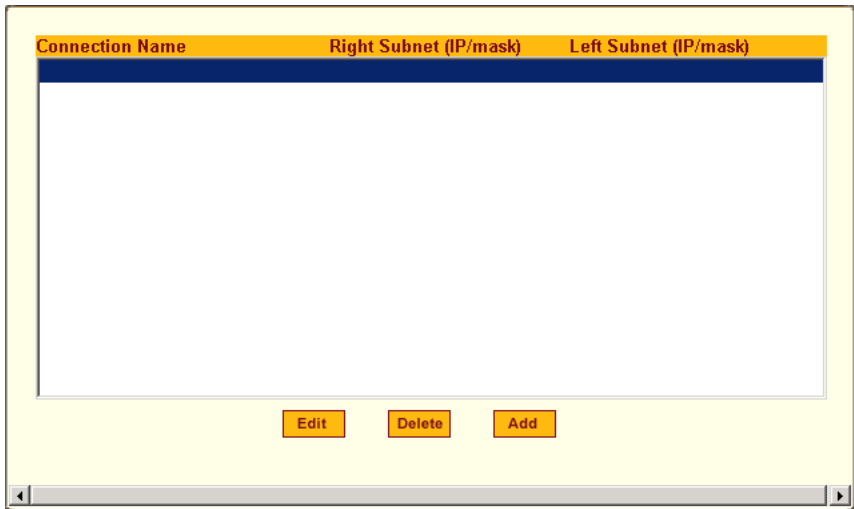 Connection Name Right Subnet (IP/mask) Left Subnet (IP/mask)
Edit Delete Add